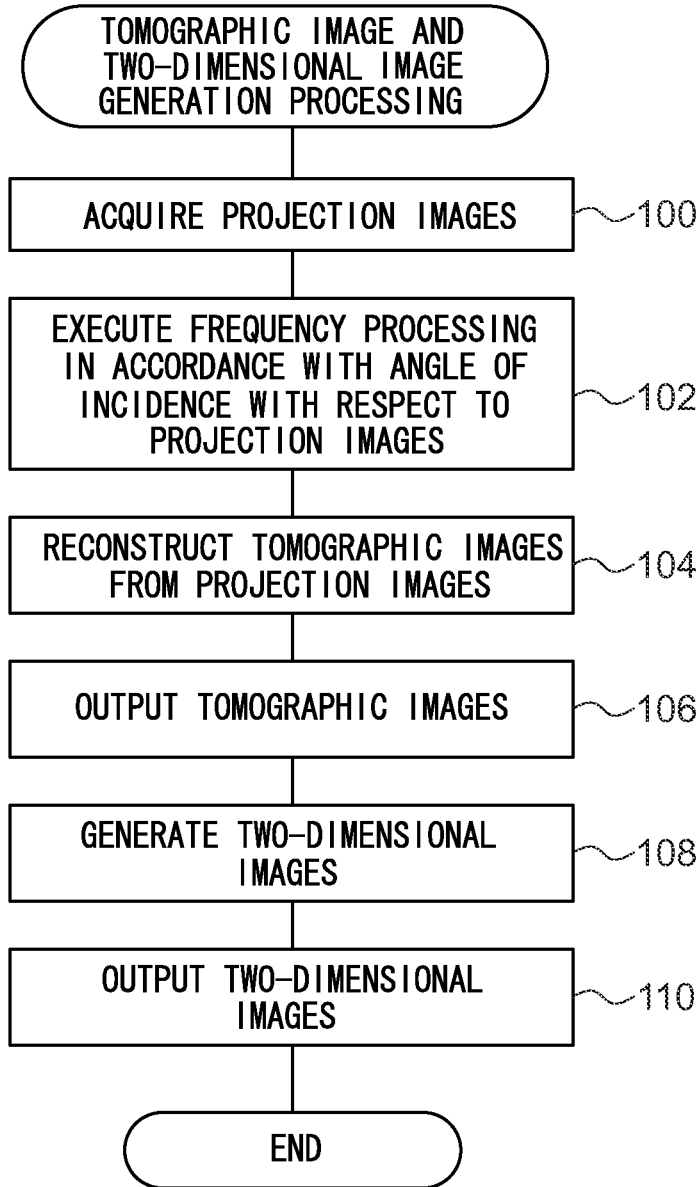 TOMOGRAPHIC IMAGE AND
TWO-DIMENSIONAL IMAGE
GENERATION PROCESSING
ACQUIRE PROJECTION IMAGES
100
EXECUTE FREQUENCY PROCESSING
IN ACCORDANCE WITH ANGLE OF
INCIDENCE WITH RESPECT TO
PROJECTION IMAGES
102
RECONSTRUCT TOMOGRAPHIC IMAGES
FROM PROJECTION IMAGES
104
OUTPUT TOMOGRAPHIC IMAGES
106
GENERATE TWO-DIMENSIONAL
IMAGES
108
OUTPUT TWO-DIMENSIONAL
IMAGES
110
END